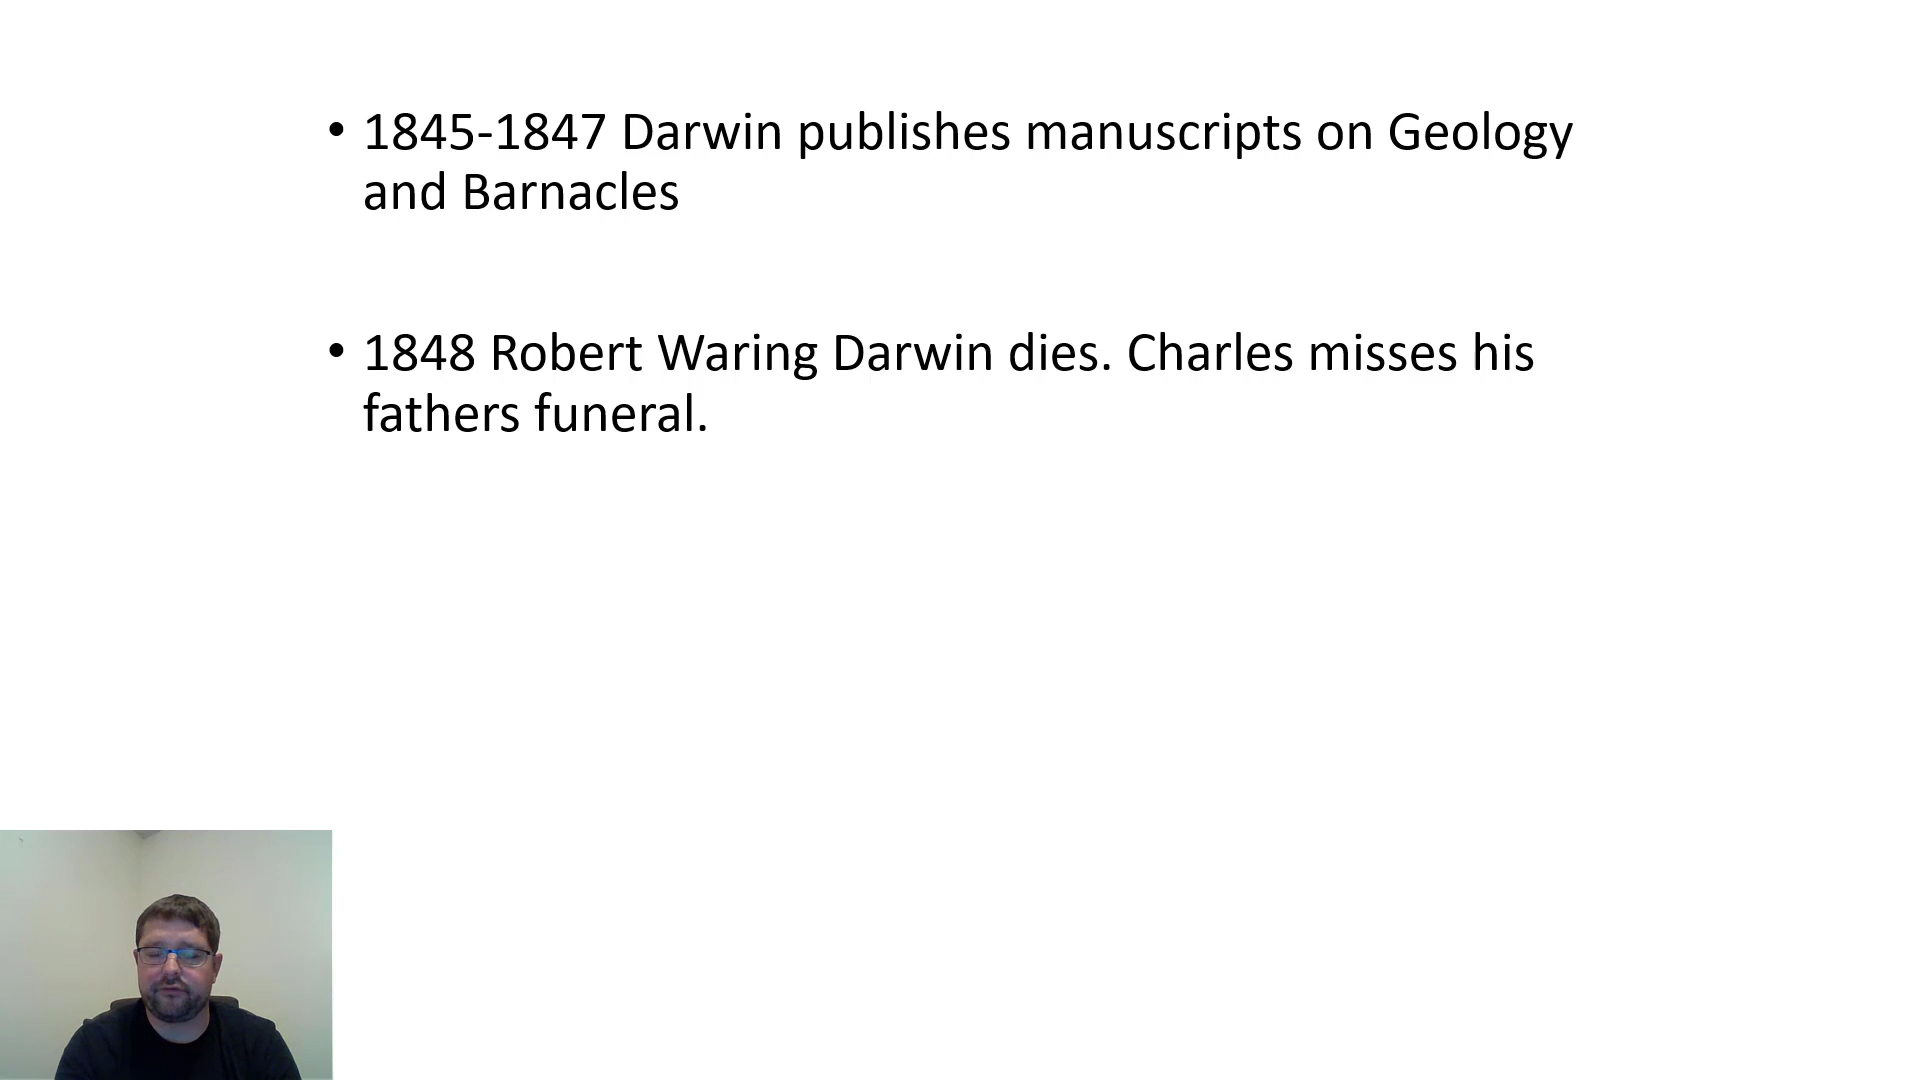 • 1845-1847 Darwin publishes manuscripts on Geology
and Barnacles
• 1848 Robert Waring Darwin dies. Charles misses his
fathers funeral.